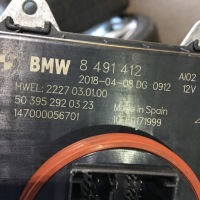 BMW 8 491 412
2018-04-08 DG 0912 AI02
HWEL: 2227 03.01.00 12V
50 395 292 03 23 Made in Spain
147000056701